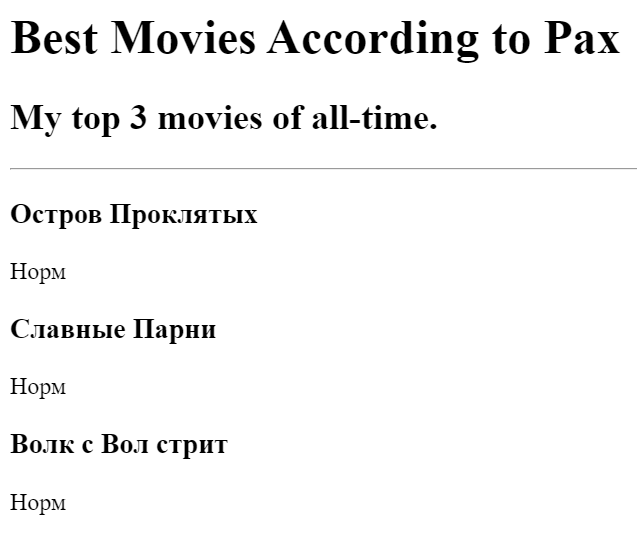 Best Movies According to Pax
My top 3 movies of all-time.
Остров Проклятых
Норм
Славные Парни
Норм
Волк с Вол стрит
Норм